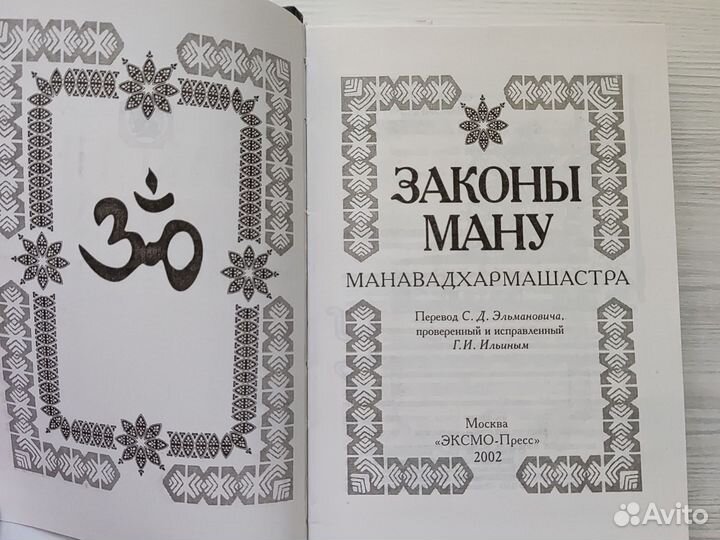 ॐ
ЗАКОНЫ
МАНУ
МАНАВАДХАРМАШАСТРА
Перевод С. Д. Эльмановича,
проверенный и исправленный
Г.И. Ильиным
Москва
«ЭКСМО-Пресс»
2002
Avito